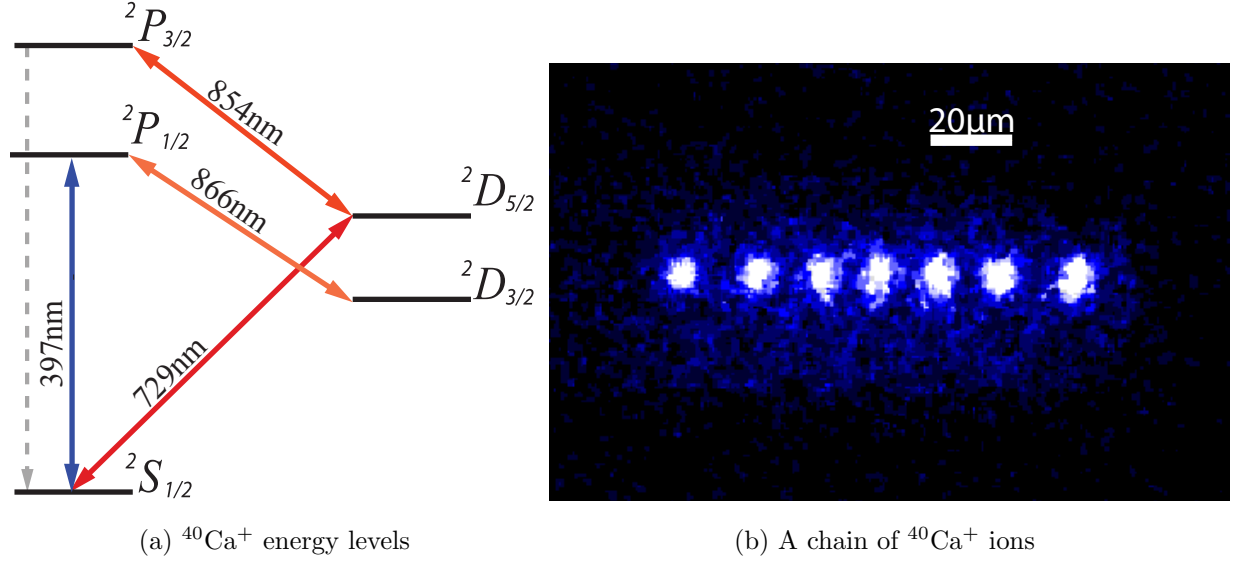 ²P₃/₂
854nm
²P₁/₂
866nm
²D₅/₂
²D₃/₂
397nm
729nm
²S₁/₂
20µm
(a) ⁴⁰Ca⁺ energy levels
(b) A chain of ⁴⁰Ca⁺ ions